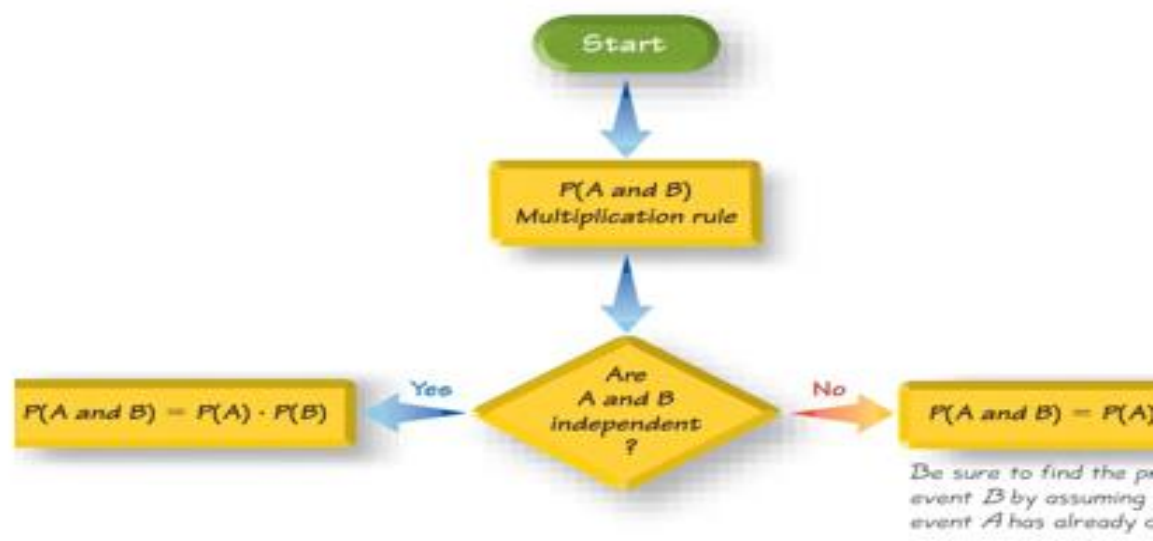 Start
P(A and B)
Multiplication rule
Are
A and B
independent
?
Yes
No
P(A and B) = P(A) · P(B)
P(A and B) = P(A)
Be sure to find the
event B by assuming
event A has already